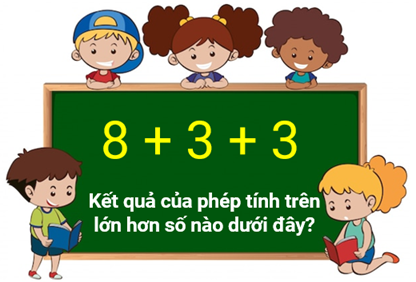 8 + 3 + 3
Kết quả của phép tính trên
lớn hơn số nào dưới đây?